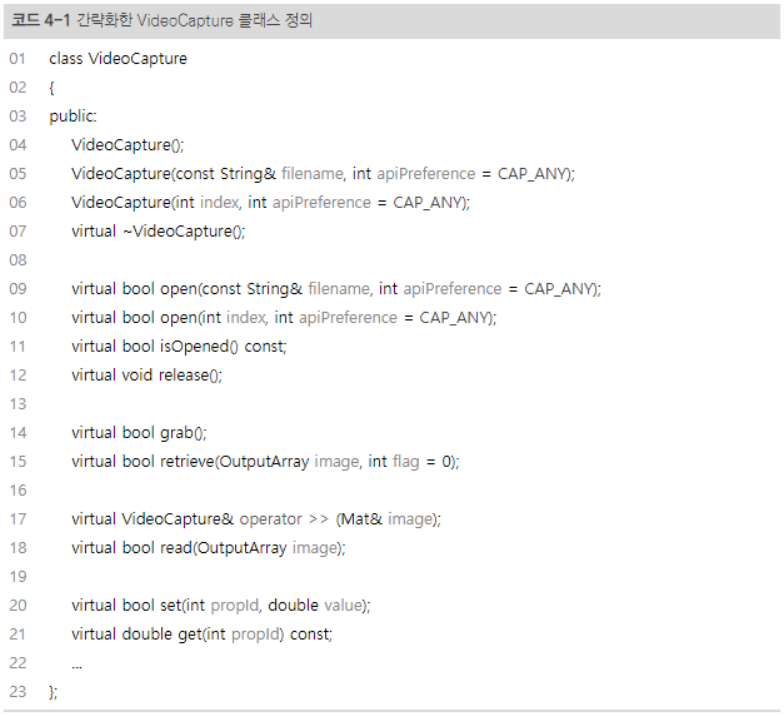 코드 4-1 간략화한 VideoCapture 클래스 정의
01 class VideoCapture
02 {
03 public:
04 VideoCapture();
05 VideoCapture(const String& filename, int apiPreference = CAP_ANY);
06 VideoCapture(int index, int apiPreference = CAP_ANY);
07 virtual ~VideoCapture();
08
09 virtual bool open(const String& filename, int apiPreference = CAP_ANY);
10 virtual bool open(int index, int apiPreference = CAP_ANY);
11 virtual bool isOpened() const;
12 virtual void release();
13
14 virtual bool grab();
15 virtual bool retrieve(OutputArray image, int flag = 0);
16
17 virtual VideoCapture& operator >> (Mat& image);
18 virtual bool read(OutputArray image);
19
20 virtual bool set(int propId, double value);
21 virtual double get(int propId) const;
22 ...
23 };